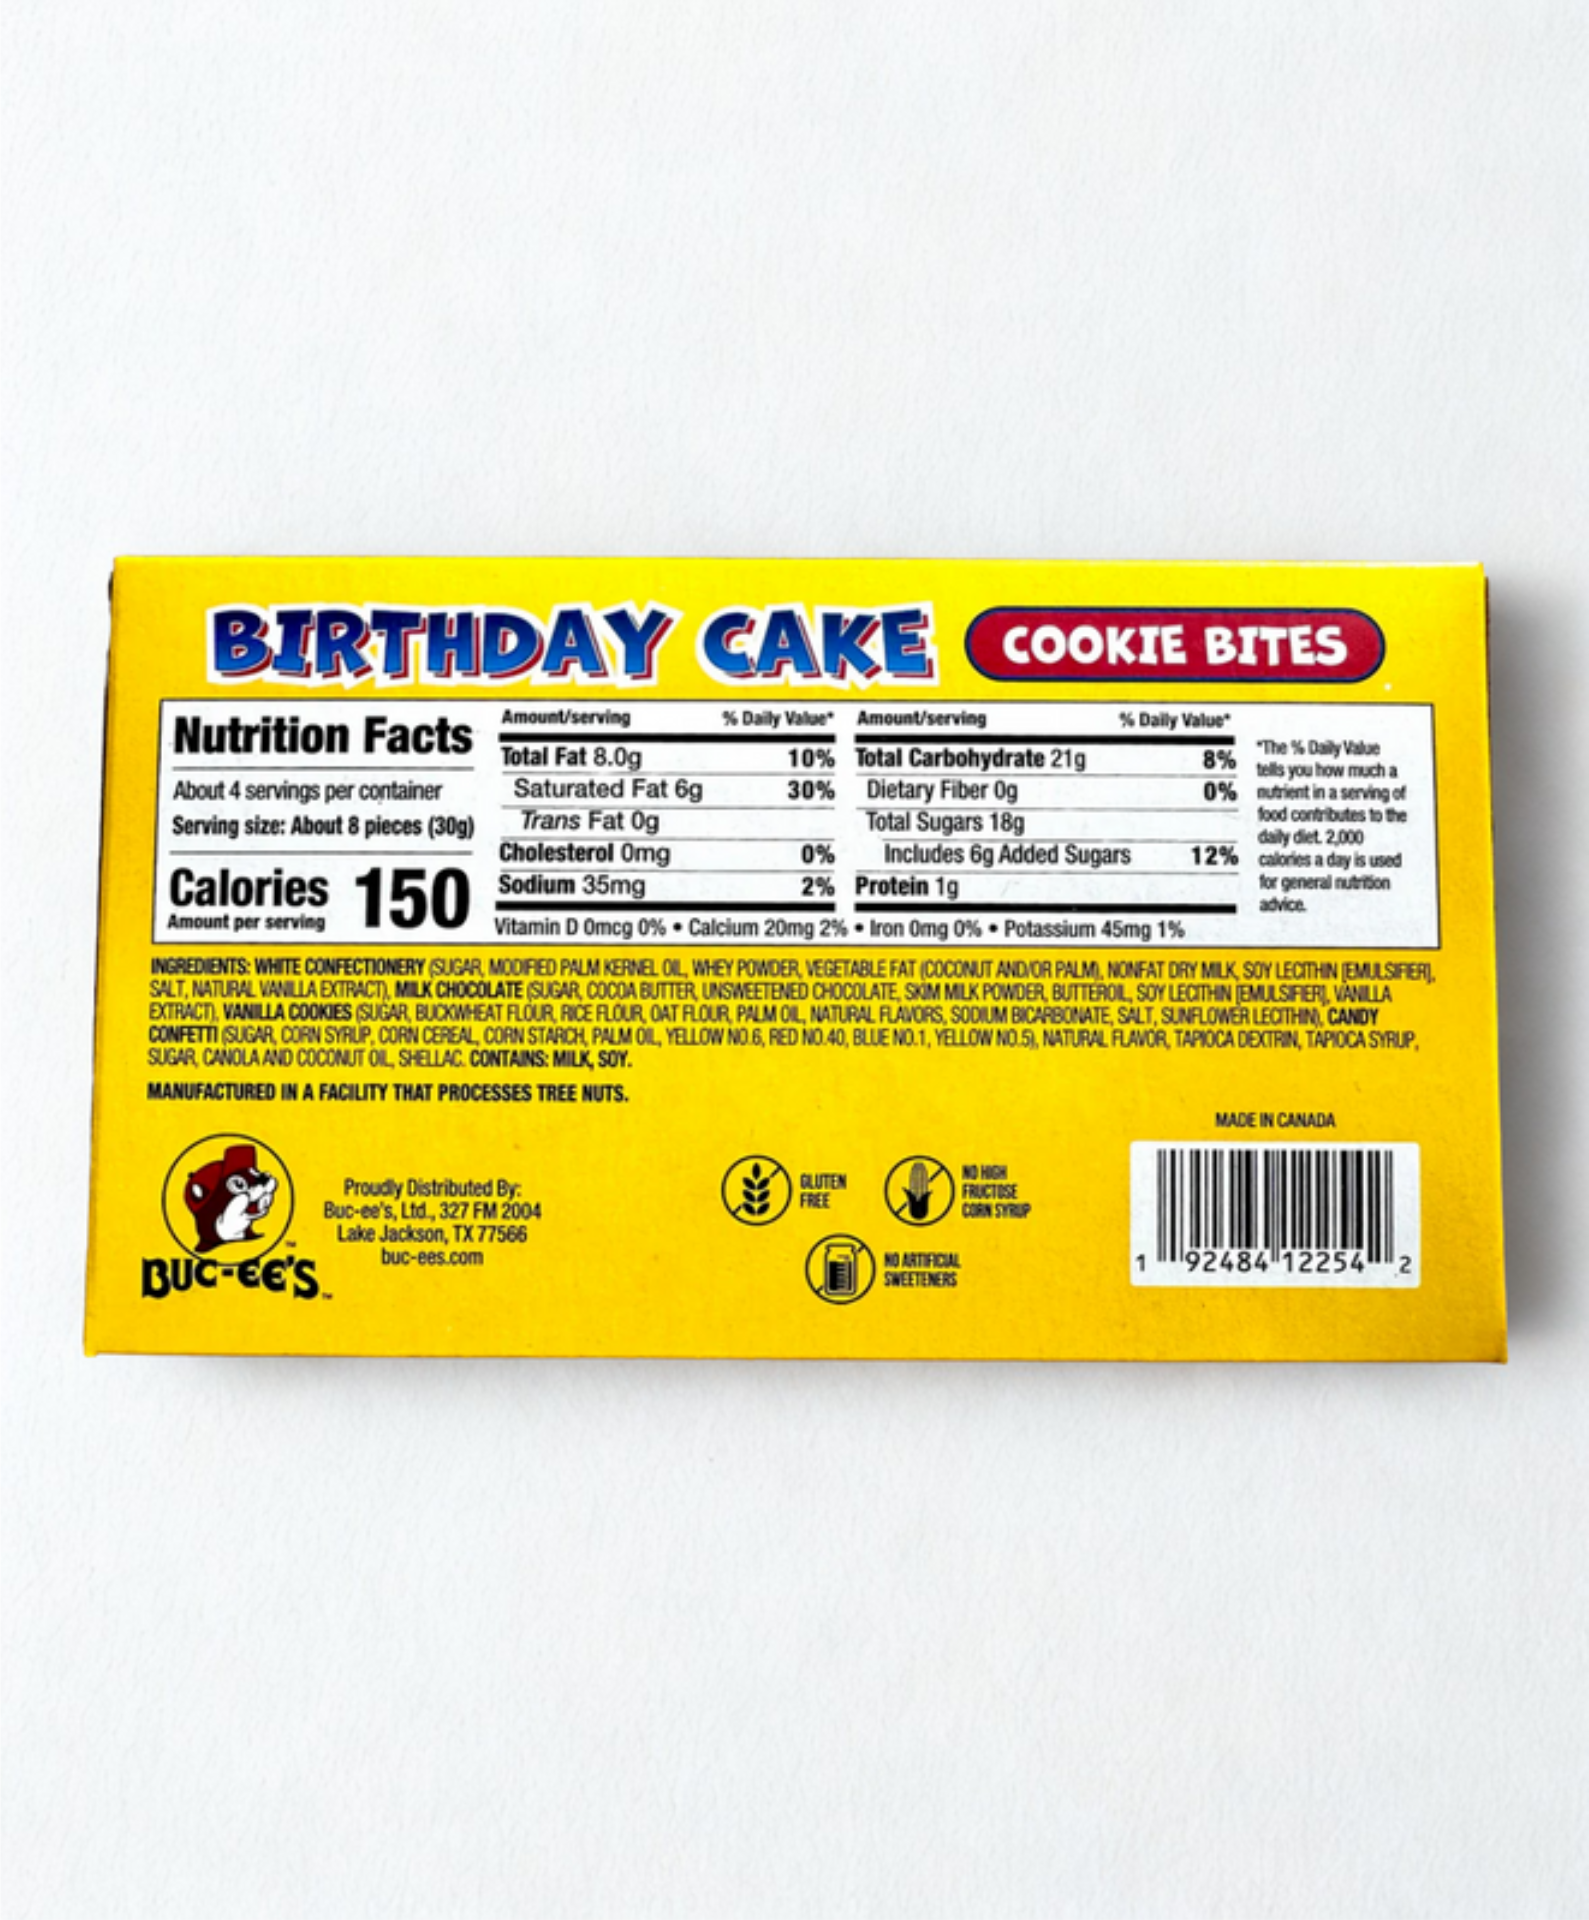 BIRTHDAY CAKE COOKIE BITES
Nutrition Facts
About 4 servings per container
Serving size: About 8 pieces (30g)
Calories 150
Amount per serving
Amount/serving % Daily Value*
Total Fat 8.0g 10%
Saturated Fat 6g 30%
Trans Fat 0g
Cholesterol 0mg 0%
Sodium 35mg 2%
Amount/serving % Daily Value*
Total Carbohydrate 21g 8%
Dietary Fiber 0g 0%
Total Sugars 18g
Includes 6g Added Sugars 12%
Protein 1g
Vitamin D 0mcg 0% • Calcium 20mg 2% • Iron 0mg 0% • Potassium 45mg 1%
*The % Daily Value
tells you how much a
nutrient in a serving of
food contributes to the
daily diet. 2,000
calories a day is used
for general nutrition
advice.
INGREDIENTS: WHITE CONFECTIONERY (SUGAR, MODIFIED PALM KERNEL OIL, WHEY POWDER, VEGETABLE FAT (COCONUT AND/OR PALM), NONFAT DRY MILK, SOY LECITHIN [EMULSIFIER],
SALT, NATURAL VANILLA EXTRACT), MILK CHOCOLATE (SUGAR, COCOA BUTTER, UNSWEETENED CHOCOLATE, SKIM MILK POWDER, BUTTEROIL, SOY LECITHIN [EMULSIFIER], VANILLA
EXTRACT), VANILLA COOKIES (SUGAR, BUCKWHEAT FLOUR, RICE FLOUR, OAT FLOUR, PALM OIL, NATURAL FLAVORS, SODIUM BICARBONATE, SALT, SUNFLOWER LECITHIN), CANDY
CONFETTI (SUGAR, CORN SYRUP, CORN CEREAL, CORN STARCH, PALM OIL, YELLOW NO.6, RED NO.40, BLUE NO.1, YELLOW NO.5), NATURAL FLAVOR, TAPIOCA DEXTRIN, TAPIOCA SYRUP,
SUGAR, CANOLA AND COCONUT OIL, SHELLAC. CONTAINS: MILK, SOY.
MANUFACTURED IN A FACILITY THAT PROCESSES TREE NUTS.
BUC-EE'S™
Proudly Distributed By:
Buc-ee's, Ltd., 327 FM 2004
Lake Jackson, TX 77566
buc-ees.com
GLUTEN
FREE
NO HIGH
FRUCTOSE
CORN SYRUP
NO ARTIFICIAL
SWEETENERS
MADE IN CANADA
1 92484 12254 2